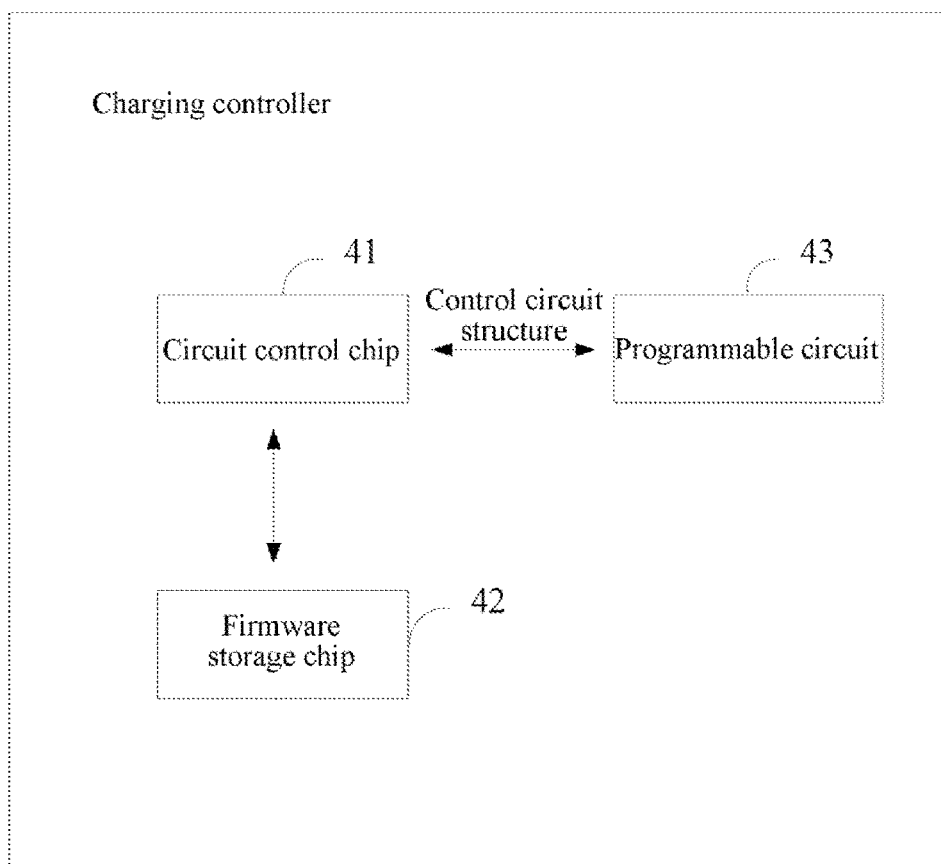 Charging controller
41
43
Control circuit
structure
Circuit control chip
Programmable circuit
42
Firmware
storage chip